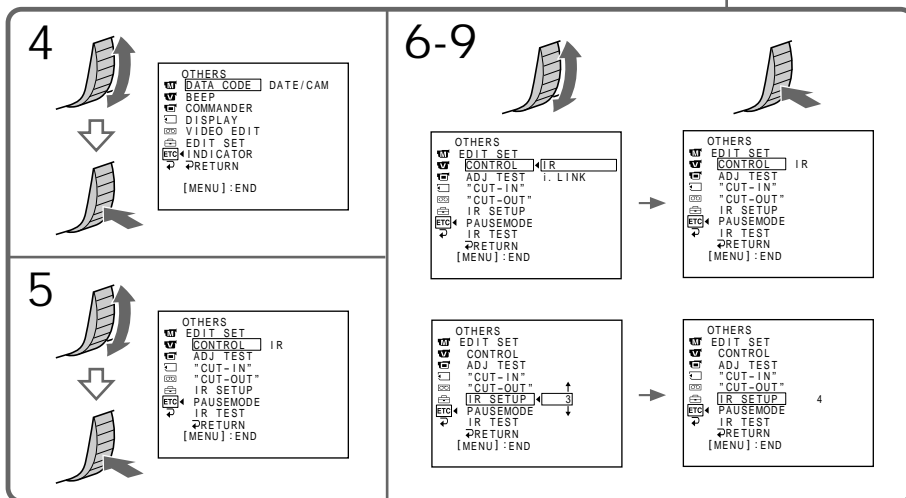 4
OTHERS
DATA CODE DATE/CAM
BEEP
COMMANDER
DISPLAY
VIDEO EDIT
EDIT SET
ETC INDICATOR
RETURN
[MENU]:END
5
OTHERS
EDIT SET
CONTROL IR
ADJ TEST
"CUT-IN"
"CUT-OUT"
IR SETUP
ETC PAUSEMODE
IR TEST
RETURN
[MENU]:END
6-9
OTHERS
EDIT SET
CONTROL IR
ADJ TEST i.LINK
"CUT-IN"
"CUT-OUT"
IR SETUP
ETC PAUSEMODE
IR TEST
RETURN
[MENU]:END
OTHERS
EDIT SET
CONTROL IR
ADJ TEST
"CUT-IN"
"CUT-OUT"
IR SETUP
ETC PAUSEMODE
IR TEST
RETURN
[MENU]:END
OTHERS
EDIT SET
CONTROL
ADJ TEST
"CUT-IN"
"CUT-OUT"
IR SETUP 3
ETC PAUSEMODE
IR TEST
RETURN
[MENU]:END
OTHERS
EDIT SET
CONTROL
ADJ TEST
"CUT-IN"
"CUT-OUT"
IR SETUP 4
ETC PAUSEMODE
IR TEST
RETURN
[MENU]:END